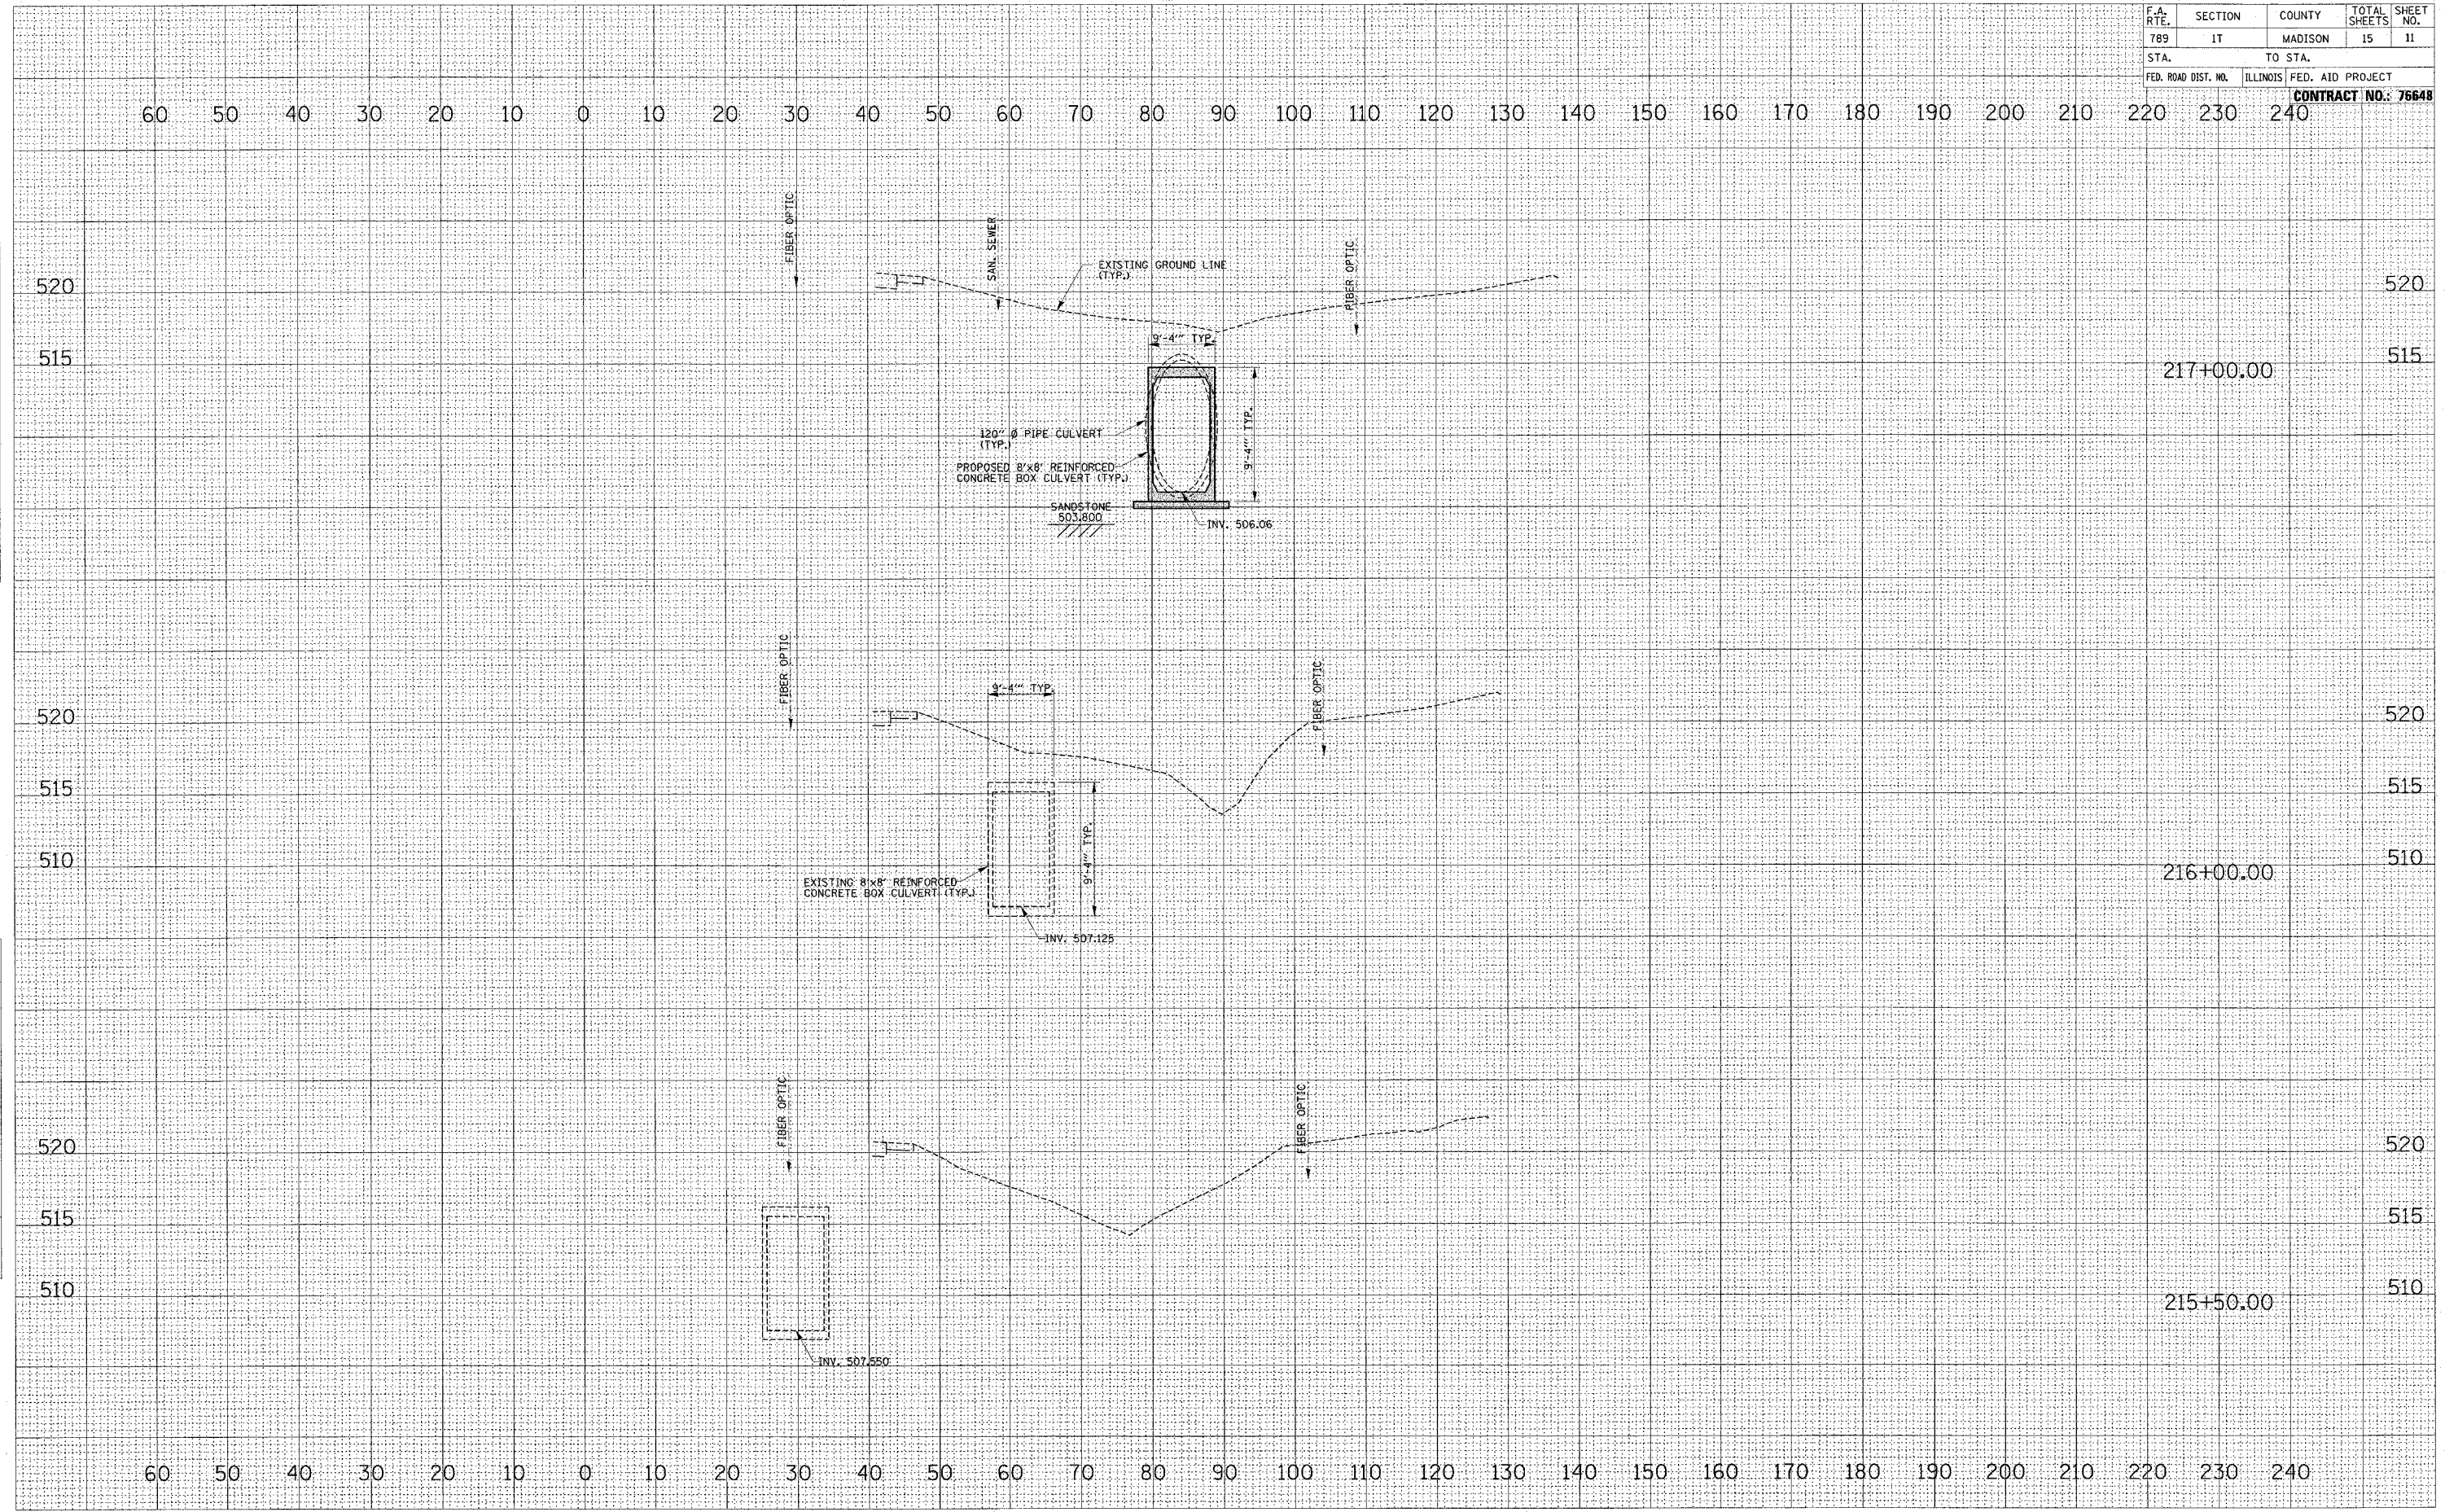 F.A. RTE. SECTION COUNTY TOTAL SHEETS SHEET NO.
789 1T MADISON 15 11
STA. TO STA.
FED. ROAD DIST. NO. ILLINOIS FED. AID PROJECT
CONTRACT NO.: 76648
60 50 40 30 20 10 0 10 20 30 40 50 60 70 80 90 100 110 120 130 140 150 160 170 180 190 200 210 220 230 240
FIBER OPTIC
SAN. SEWER
EXISTING GROUND LINE
(TYP.)
FIBER OPTIC
520 520
9'-4"' TYP.
515 515
217+00.00
9'-4"' TYP.
120" Ø PIPE CULVERT
(TYP.)
PROPOSED 8'x8' REINFORCED
CONCRETE BOX CULVERT (TYP.)
SANDSTONE
503.800
INV. 506.06
FIBER OPTIC
FIBER OPTIC
9'-4"' TYP.
520 520
515 515
9'-4"' TYP.
510 510
216+00.00
EXISTING 8'x8' REINFORCED
CONCRETE BOX CULVERT (TYP.)
INV. 507.125
FIBER OPTIC
FIBER OPTIC
520 520
515 515
510 510
215+50.00
INV. 507.550
60 50 40 30 20 10 0 10 20 30 40 50 60 70 80 90 100 110 120 130 140 150 160 170 180 190 200 210 220 230 240